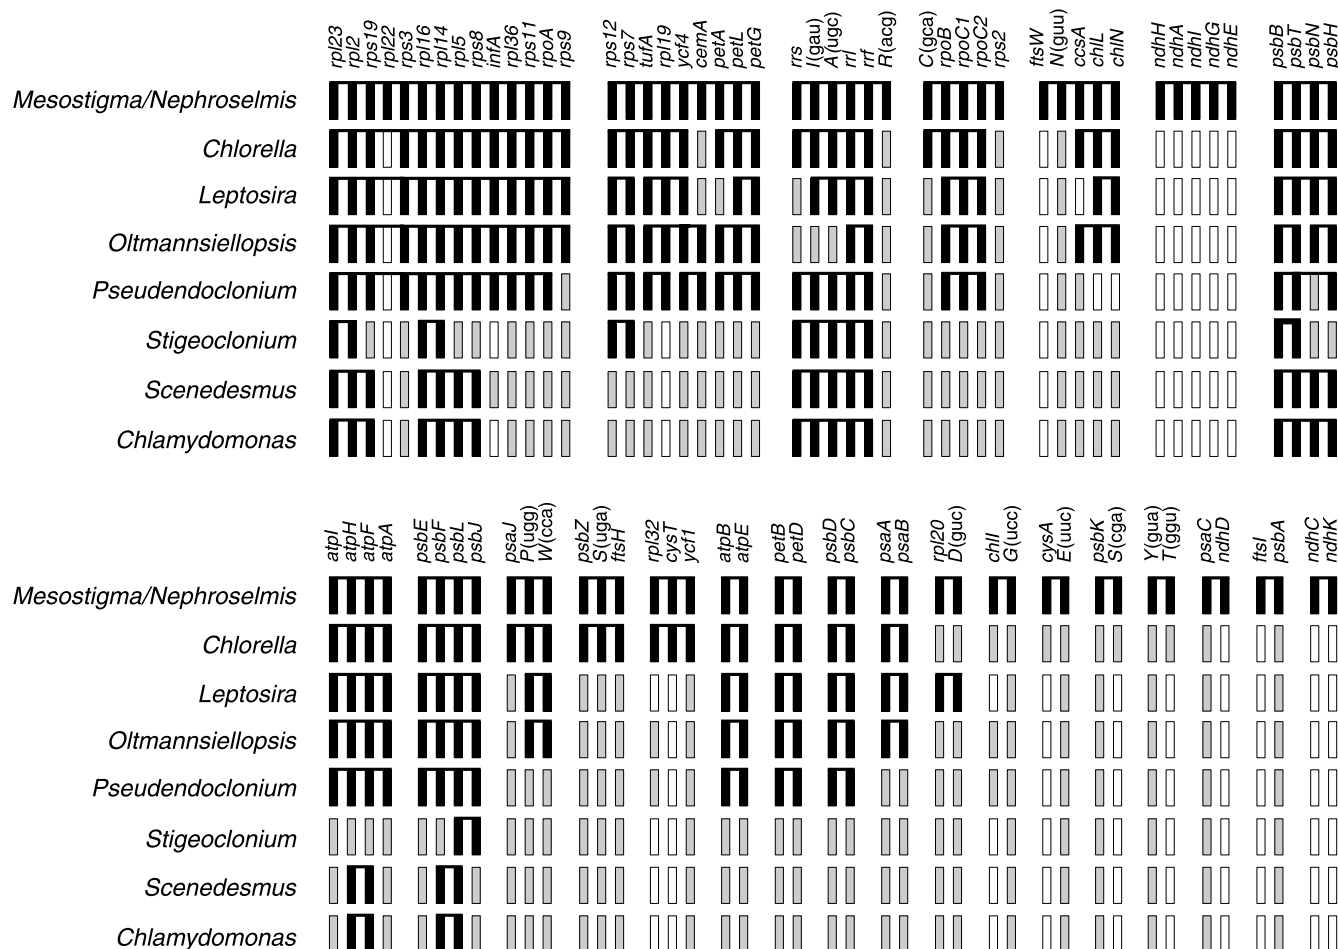 rpl23 rpl2 rps19 rpl22 rps3 rpl16 rpl14 rpl5 rps8 infA rpl36 rps11 rpoA rps9 rps12 rps7 tufA rpl19 ycf4 cemA petA petL petG rrs I(gau) A(ugc) rrl rrf R(acg) C(gca) rpoB rpoC1 rpoC2 rps2 ftsW N(guu) ccsA chlL chlN ndhH ndhA ndhI ndhG ndhE psbB psbT psbN psbH
Mesostigma/Nephroselmis
Chlorella
Leptosira
Oltmannsiellopsis
Pseudendoclonium
Stigeoclonium
Scenedesmus
Chlamydomonas
atpI atpH atpF atpA psbE psbF psbL psbJ psaJ P(ugg) W(cca) psbZ S(uga) ftsH rpl32 cysT ycf1 atpB atpE petB petD psbD psbC psaA psaB rpl20 D(guc) chlI G(ucc) cysA E(uuc) psbK S(cga) Y(gua) T(ggu) psaC ndhD ftsI psbA ndhC ndhK
Mesostigma/Nephroselmis
Chlorella
Leptosira
Oltmannsiellopsis
Pseudendoclonium
Stigeoclonium
Scenedesmus
Chlamydomonas